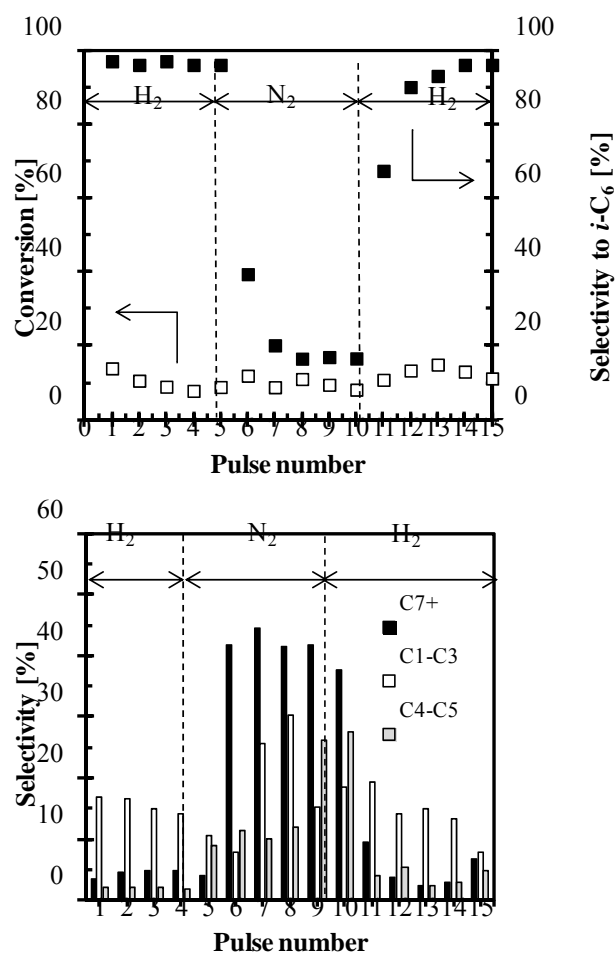 100
100
80
80
60
60
40
40
20
20
0
0
H2
N2
H2
Conversion [%]
Selectivity to i-C6 [%]
0 1 2 3 4 5 6 7 8 9 10 11 12 13 14 15
Pulse number
60
50
40
30
20
10
0
H2
N2
H2
C7+
C1-C3
C4-C5
Selectivity [%]
1 2 3 4 5 6 7 8 9 10 11 12 13 14 15
Pulse number